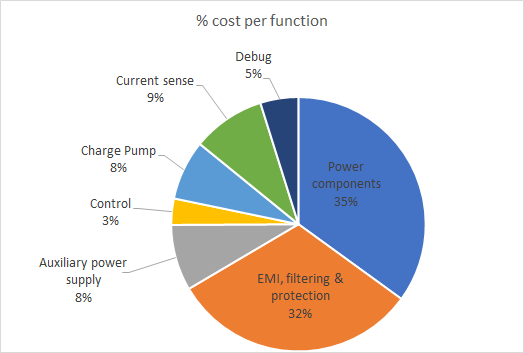 % cost per function
Debug
5%
Current sense
9%
Charge Pump
8%
Control
3%
Auxiliary power
supply
8%
Power
components
35%
EMI, filtering &
protection
32%